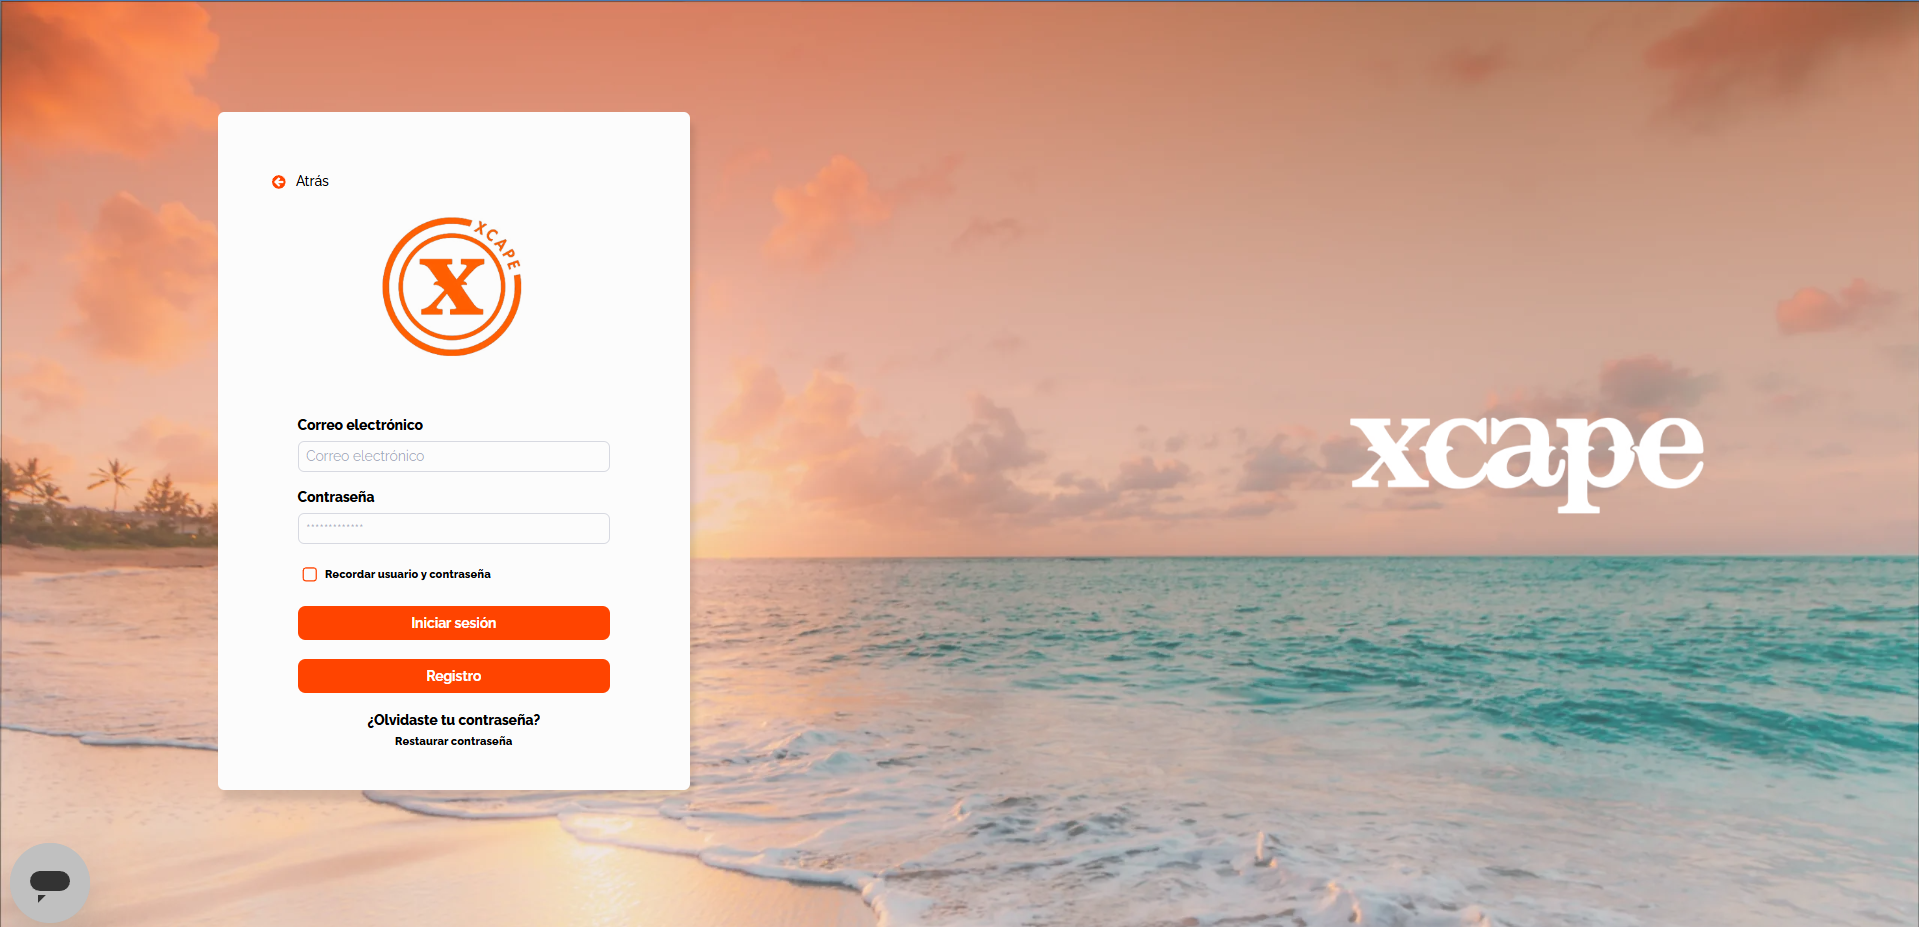 Atrás
XCAPE
X
Correo electrónico
Correo electrónico
Contraseña
•••••••••••••
Recordar usuario y contraseña
Iniciar sesión
Registro
¿Olvidaste tu contraseña?
Restaurar contraseña
xcape